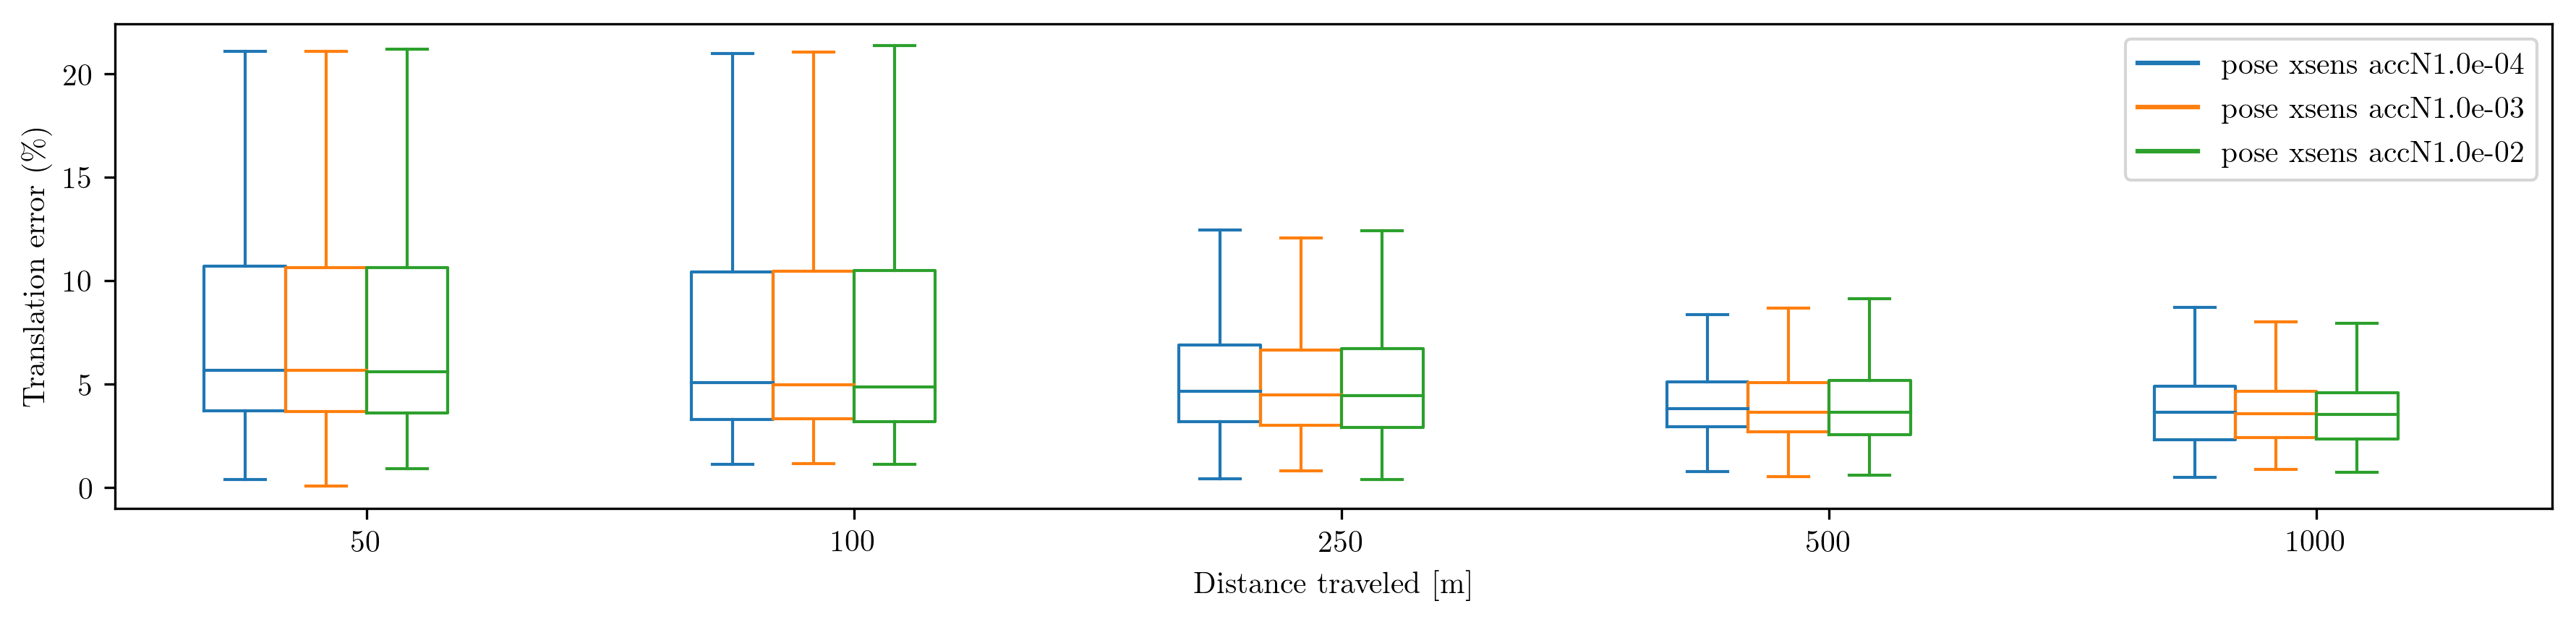 pose xsens accN1.0e-04
pose xsens accN1.0e-03
pose xsens accN1.0e-02
Translation error (%)
20
15
10
5
0
50 100 250 500 1000
Distance traveled [m]